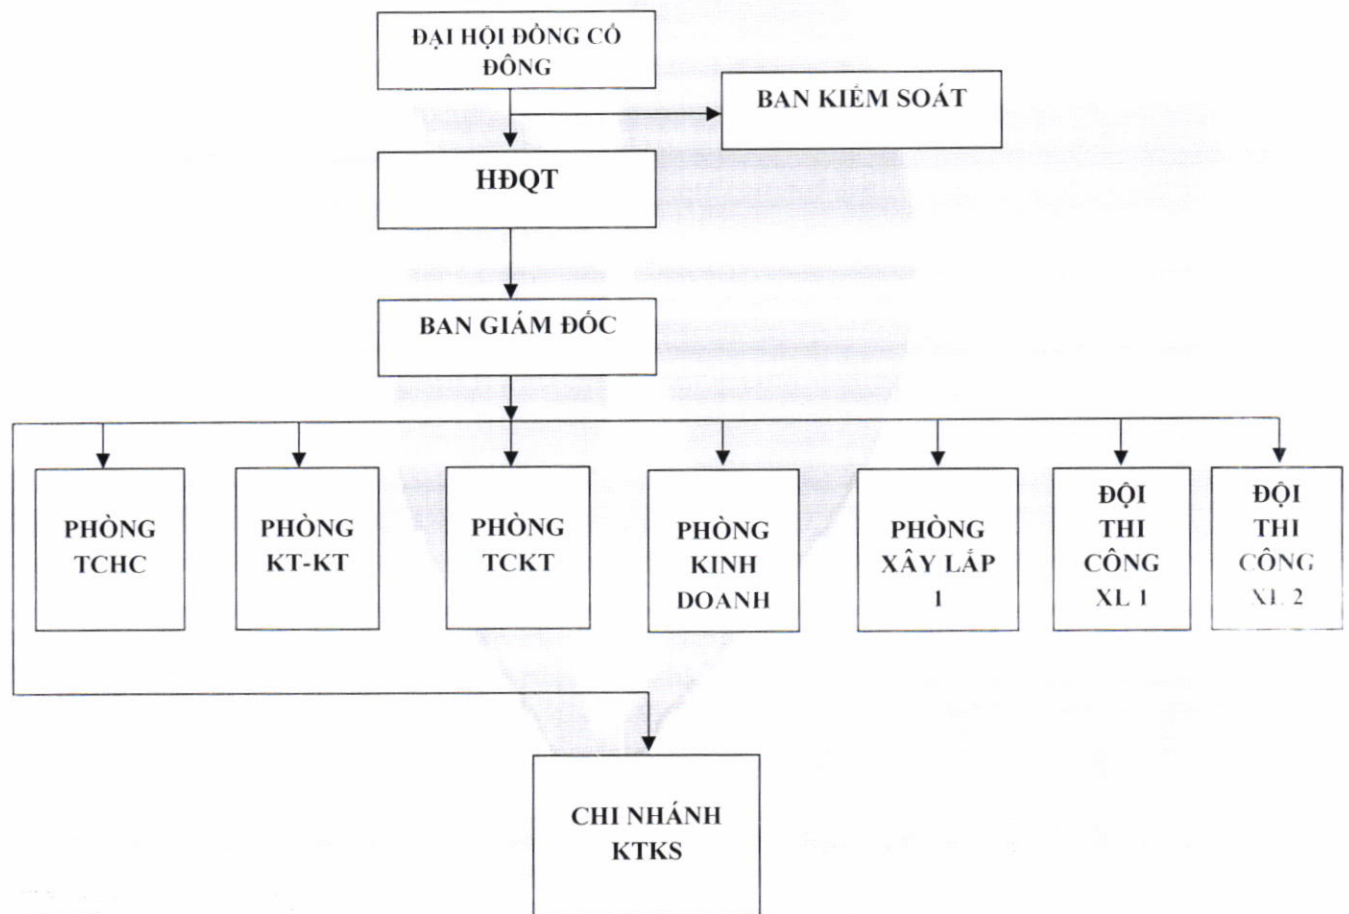 ĐẠI HỘI ĐỒNG CỔ
ĐÔNG
BAN KIỂM SOÁT
HĐQT
BAN GIÁM ĐỐC
PHÒNG
TCHC
PHÒNG
KT-KT
PHÒNG
TCKT
PHÒNG
KINH
DOANH
PHÒNG
XÂY LẮP
1
ĐỘI
THI
CÔNG
XL 1
ĐỘI
THI
CÔNG
XL 2
CHI NHÁNH
KTKS